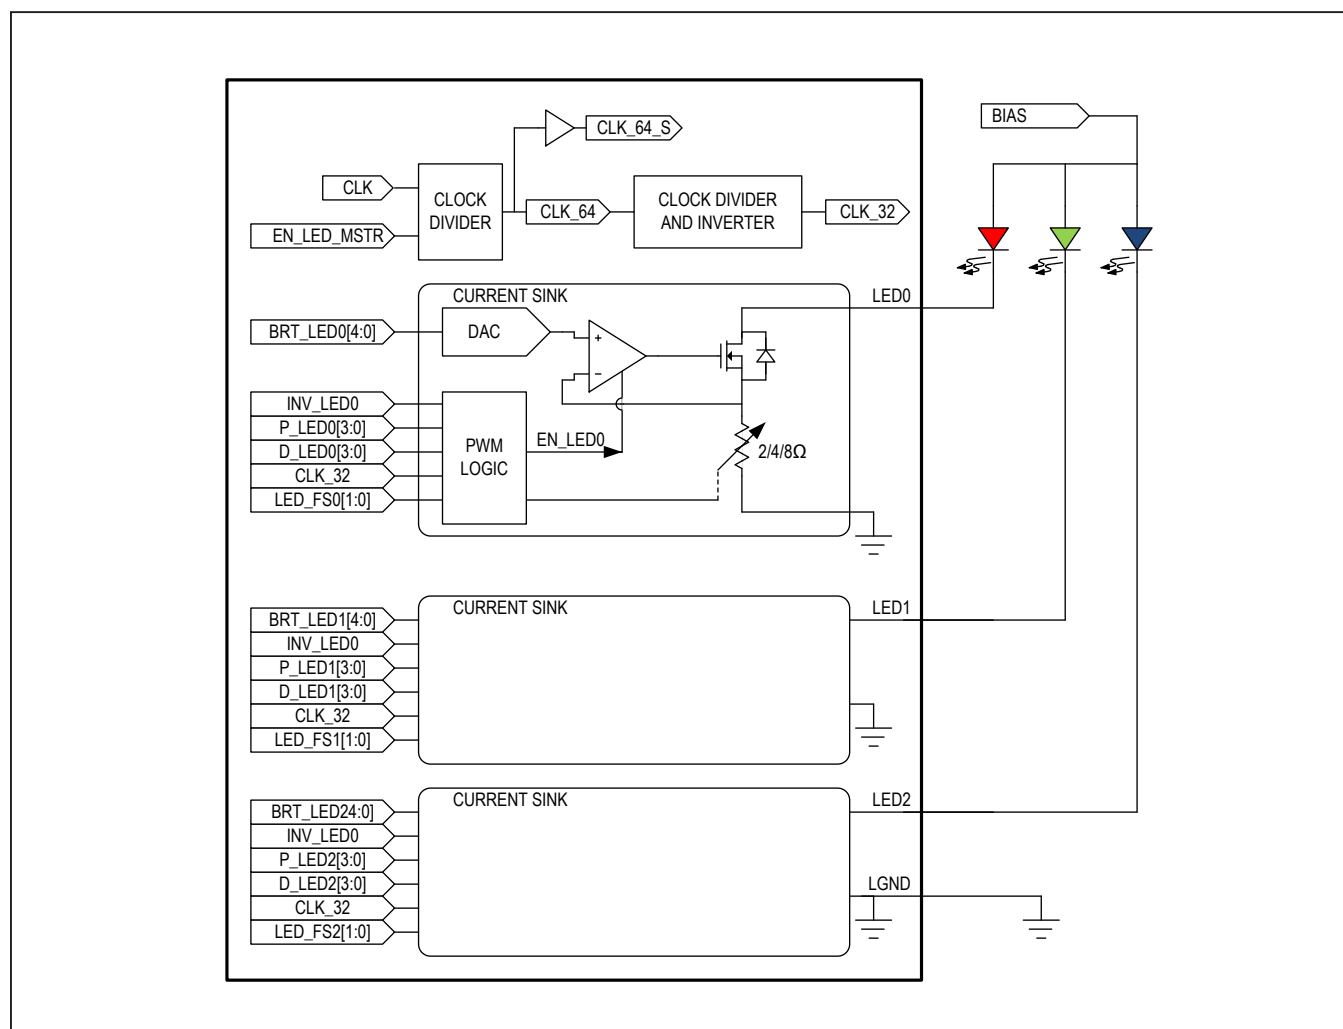 BIAS
CLK_64_S
CLK
CLOCK
DIVIDER
EN_LED_MSTR
CLK_64
CLOCK DIVIDER
AND INVERTER
CLK_32
CURRENT SINK
LED0
BRT_LED0[4:0]
DAC
+
−
INV_LED0
P_LED0[3:0]
D_LED0[3:0]
CLK_32
LED_FS0[1:0]
PWM
LOGIC
EN_LED0
2/4/8Ω
CURRENT SINK
LED1
BRT_LED1[4:0]
INV_LED0
P_LED1[3:0]
D_LED1[3:0]
CLK_32
LED_FS1[1:0]
CURRENT SINK
LED2
BRT_LED24:0]
INV_LED0
P_LED2[3:0]
D_LED2[3:0]
CLK_32
LED_FS2[1:0]
LGND